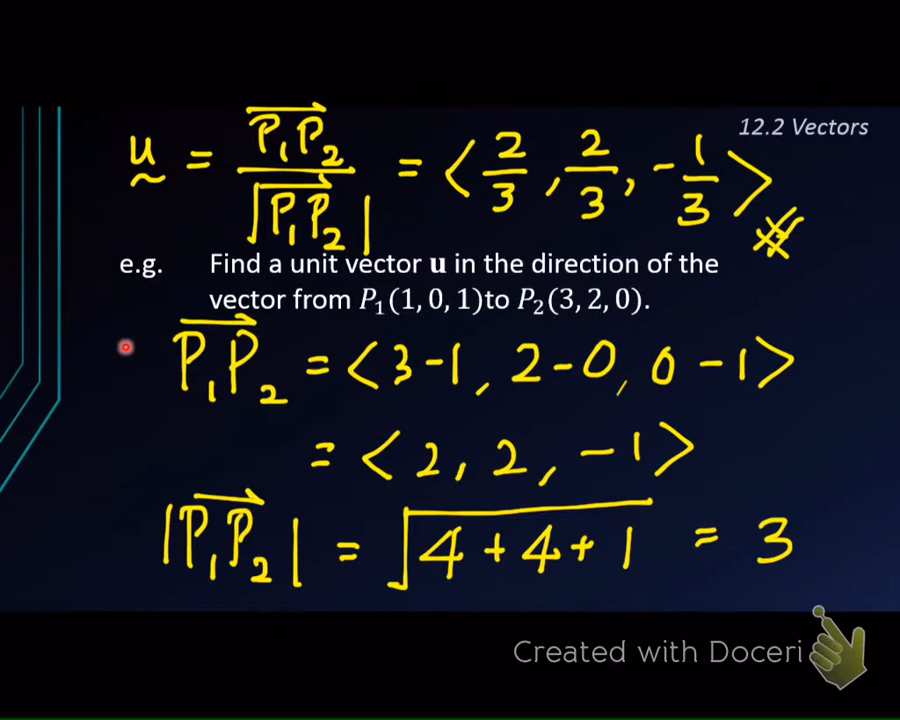 12.2 Vectors
u = P₁P₂ / |P₁P₂| = <2/3, 2/3, -1/3> #
e.g. Find a unit vector u in the direction of the
vector from P₁(1, 0, 1)to P₂(3, 2, 0).
P₁P₂ = <3-1, 2-0, 0-1>
= <2, 2, -1>
|P₁P₂| = √4+4+1 = 3
Created with Doceri